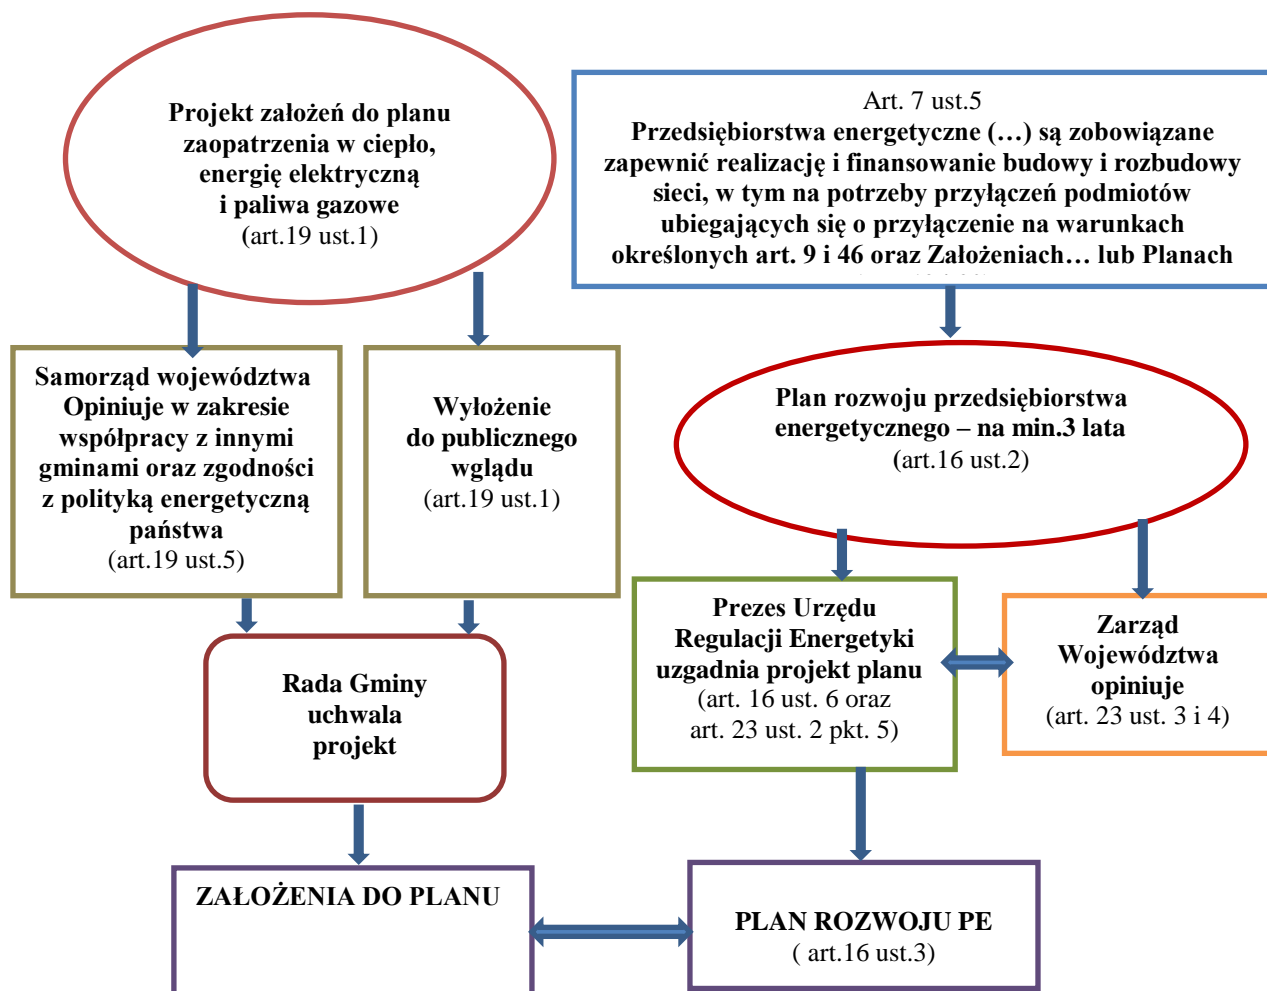 Projekt założeń do planu
zaopatrzenia w ciepło,
energię elektryczną
i paliwa gazowe
(art.19 ust.1)
Art. 7 ust.5
Przedsiębiorstwa energetyczne (…) są zobowiązane
zapewnić realizację i finansowanie budowy i rozbudowy
sieci, w tym na potrzeby przyłączeń podmiotów
ubiegających się o przyłączenie na warunkach
określonych art. 9 i 46 oraz Założeniach… lub Planach
Samorząd województwa
Opiniuje w zakresie
współpracy z innymi
gminami oraz zgodności
z polityką energetyczną
państwa
(art.19 ust.5)
Wyłożenie
do publicznego
wglądu
(art.19 ust.1)
Plan rozwoju przedsiębiorstwa
energetycznego – na min.3 lata
(art.16 ust.2)
Rada Gminy
uchwala
projekt
Prezes Urzędu
Regulacji Energetyki
uzgadnia projekt planu
(art. 16 ust. 6 oraz
art. 23 ust. 2 pkt. 5)
Zarząd
Województwa
opiniuje
(art. 23 ust. 3 i 4)
ZAŁOŻENIA DO PLANU
PLAN ROZWOJU PE
( art.16 ust.3)